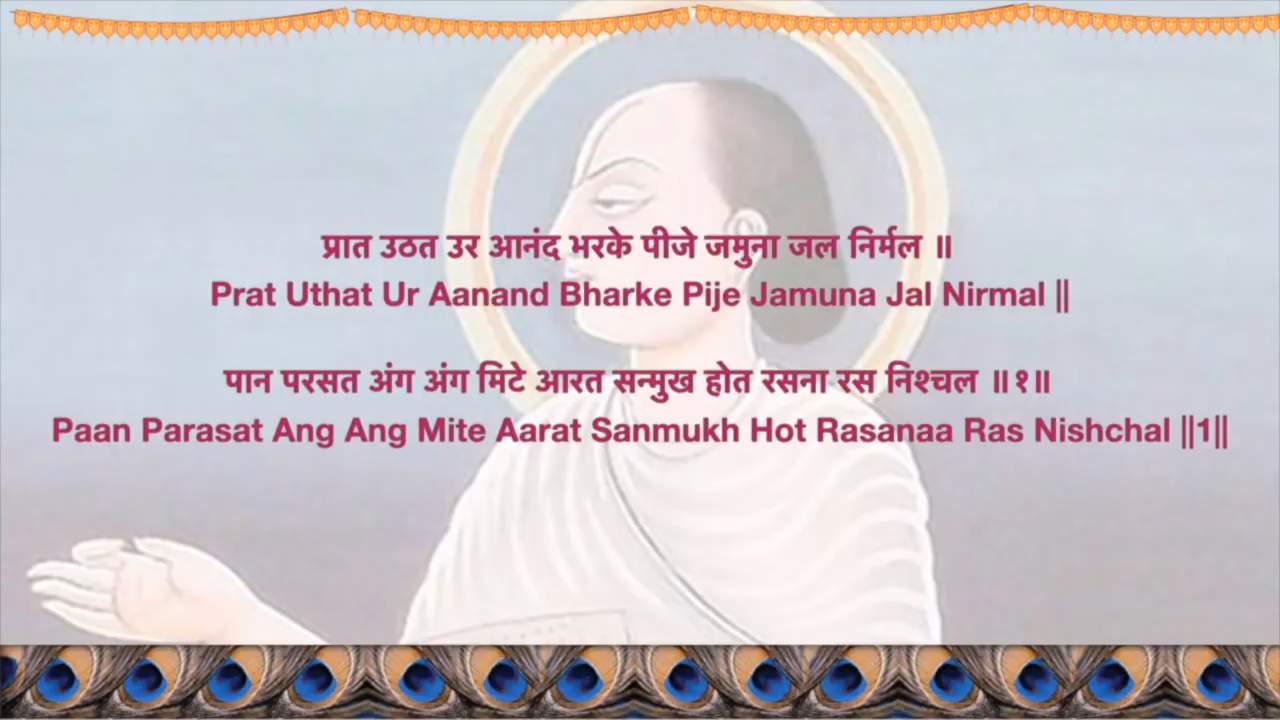 प्रात उठत उर आनंद भरके पीजे जमुना जल निर्मल ॥
Prat Uthat Ur Aanand Bharke Pije Jamuna Jal Nirmal ||
पान परसत अंग अंग मिटे आरत सन्मुख होत रसना रस निश्चल ॥१॥
Paan Parasat Ang Ang Mite Aarat Sanmukh Hot Rasanaa Ras Nishchal ||1||